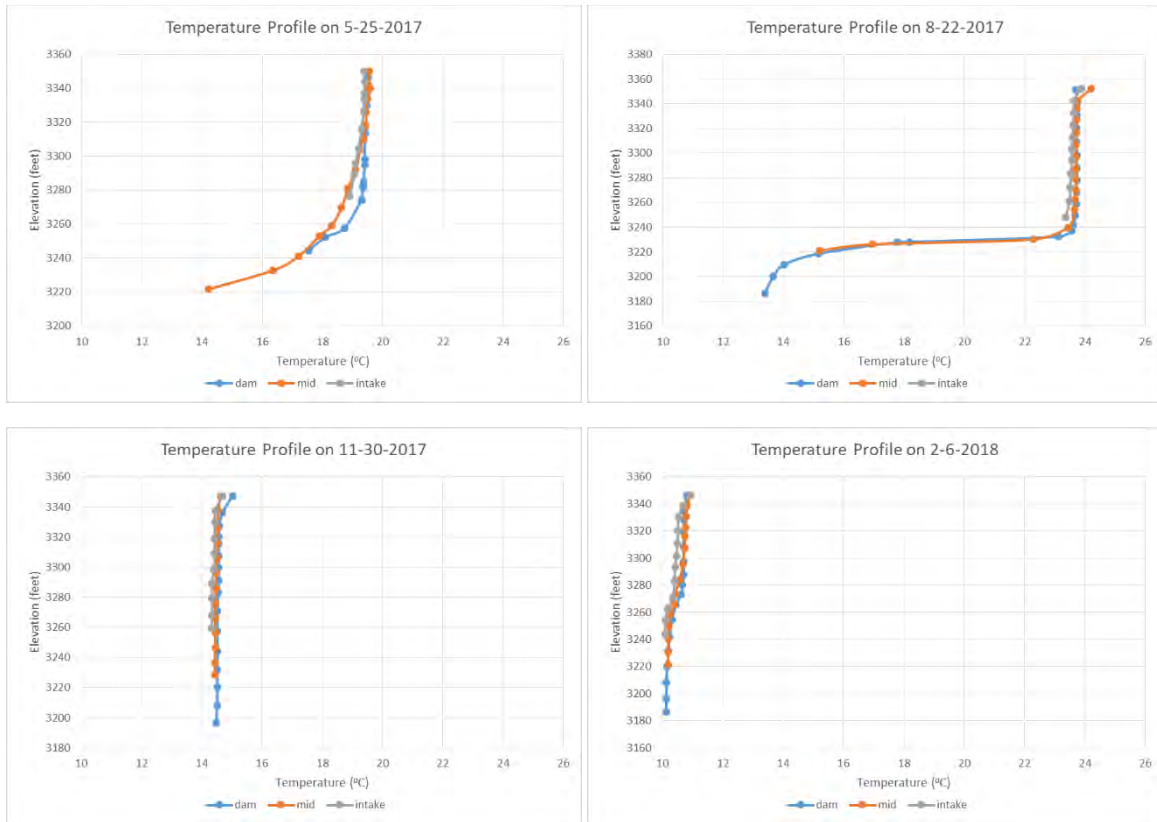 Temperature Profile on 5-25-2017
3360
3340
3320
3300
3280
3260
3240
3220
3200
Elevation (feet)
10 12 14 16 18 20 22 24 26
Temperature (ºC)
dam mid intake
Temperature Profile on 8-22-2017
3380
3360
3340
3320
3300
3280
3260
3240
3220
3200
3180
3160
Elevation (feet)
10 12 14 16 18 20 22 24 26
Temperature (ºC)
dam mid intake
Temperature Profile on 11-30-2017
3360
3340
3320
3300
3280
3260
3240
3220
3200
3180
Elevation (feet)
10 12 14 16 18 20 22 24 26
Temperature (ºC)
dam mid intake
Temperature Profile on 2-6-2018
3360
3340
3320
3300
3280
3260
3240
3220
3200
3180
3160
Elevation (feet)
10 12 14 16 18 20 22 24 26
Temperature (ºC)
dam mid intake